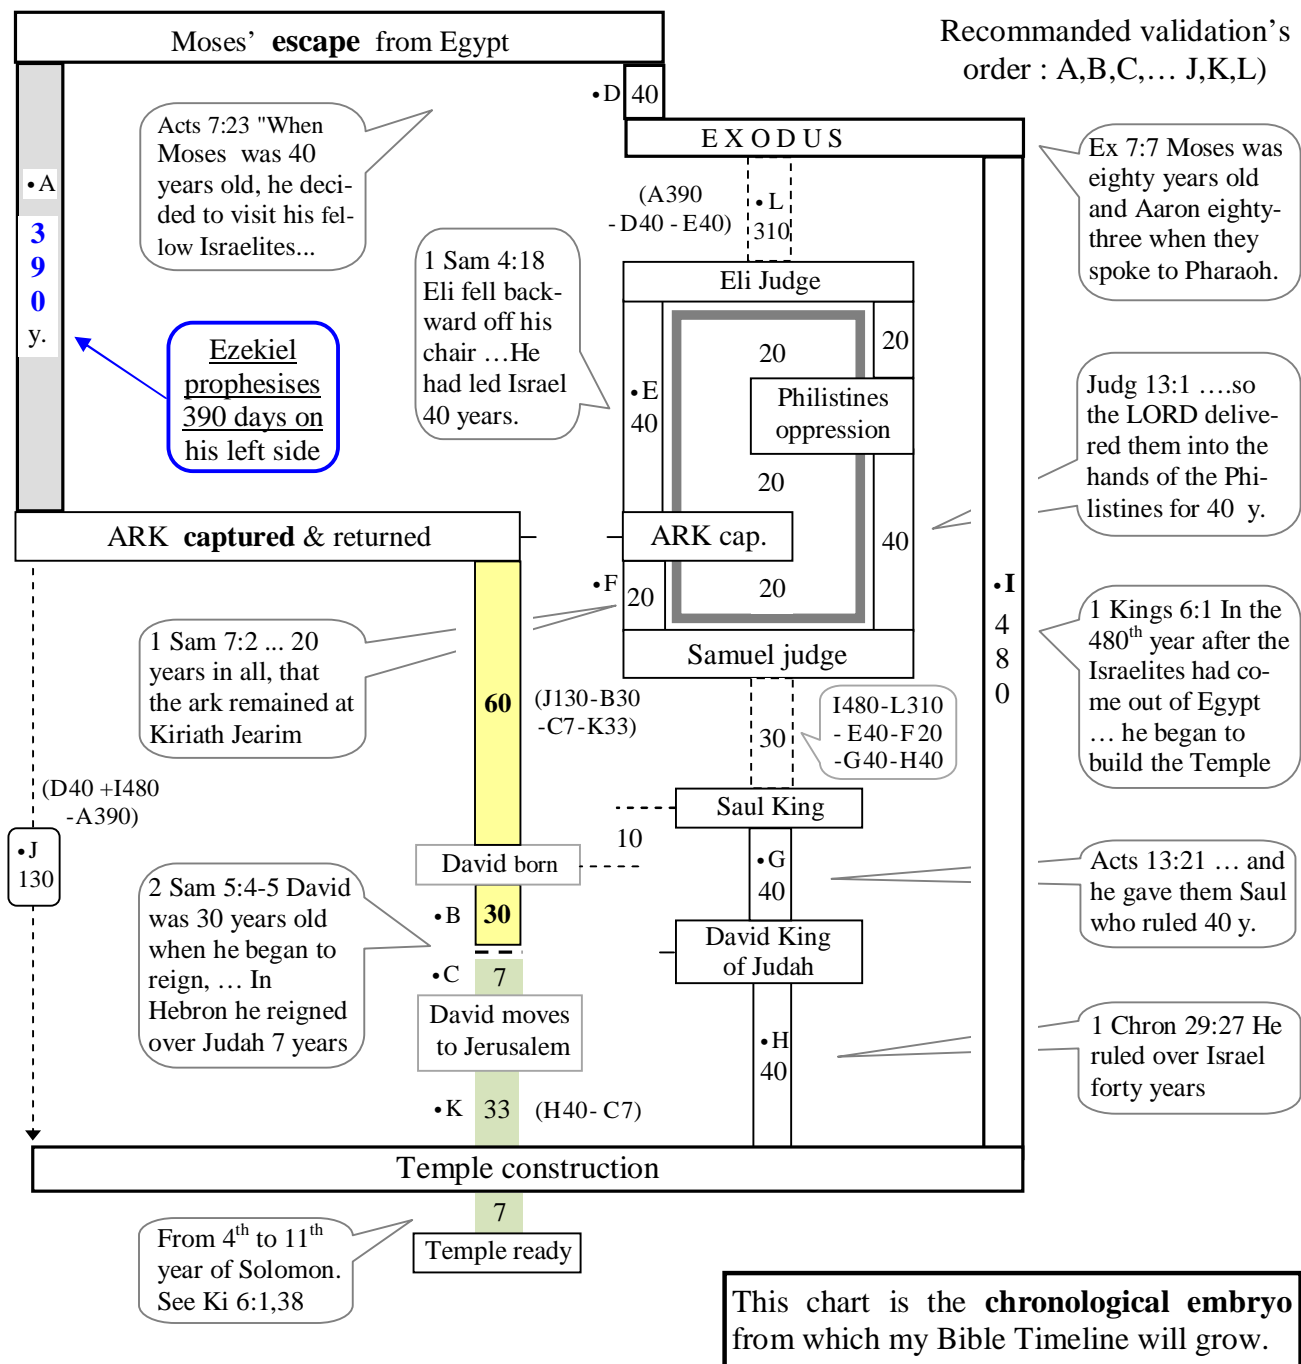 Moses' escape from Egypt
Recommanded validation's
order : A,B,C,… J,K,L)
•D
40
E X O D U S
Acts 7:23 "When
Moses was 40
years old, he deci-
ded to visit his fel-
low Israelites...
•A
3
9
0
y.
Ezekiel
prophesises
390 days on
his left side
(A390
- D40 - E40)
•L
310
Ex 7:7 Moses was
eighty years old
and Aaron eighty-
three when they
spoke to Pharaoh.
1 Sam 4:18
Eli fell back-
ward off his
chair …He
had led Israel
40 years.
Eli Judge
•E
40
20
20
Philistines
oppression
20
40
Judg 13:1 ….so
the LORD delive-
red them into the
hands of the Phi-
listines for 40 y.
ARK captured & returned
ARK cap.
•F
20
20
•I
4
8
0
1 Sam 7:2 ... 20
years in all, that
the ark remained at
Kiriath Jearim
Samuel judge
1 Kings 6:1 In the
480th year after the
Israelites had co-
me out of Egypt
… he began to
build the Temple
60
(J130-B30
-C7-K33)
30
I480-L310
- E40-F20
-G40-H40
(D40 +I480
-A390)
•J
130
Saul King
10
David born
•G
40
Acts 13:21 … and
he gave them Saul
who ruled 40 y.
2 Sam 5:4-5 David
was 30 years old
when he began to
reign, … In
Hebron he reigned
over Judah 7 years
•B
30
David King
of Judah
•C
7
David moves
to Jerusalem
•H
40
1 Chron 29:27 He
ruled over Israel
forty years
•K
33
(H40- C7)
Temple construction
7
Temple ready
From 4th to 11th
year of Solomon.
See Ki 6:1,38
This chart is the chronological embryo
from which my Bible Timeline will grow.